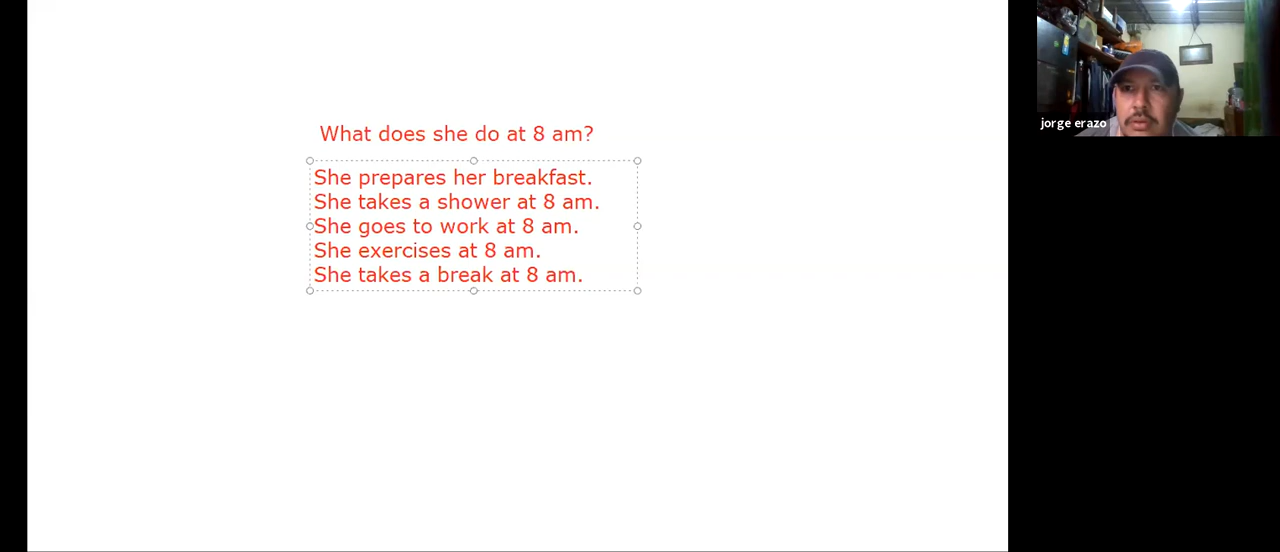 What does she do at 8 am?
She prepares her breakfast.
She takes a shower at 8 am.
She goes to work at 8 am.
She exercises at 8 am.
She takes a break at 8 am.
jorge erazo